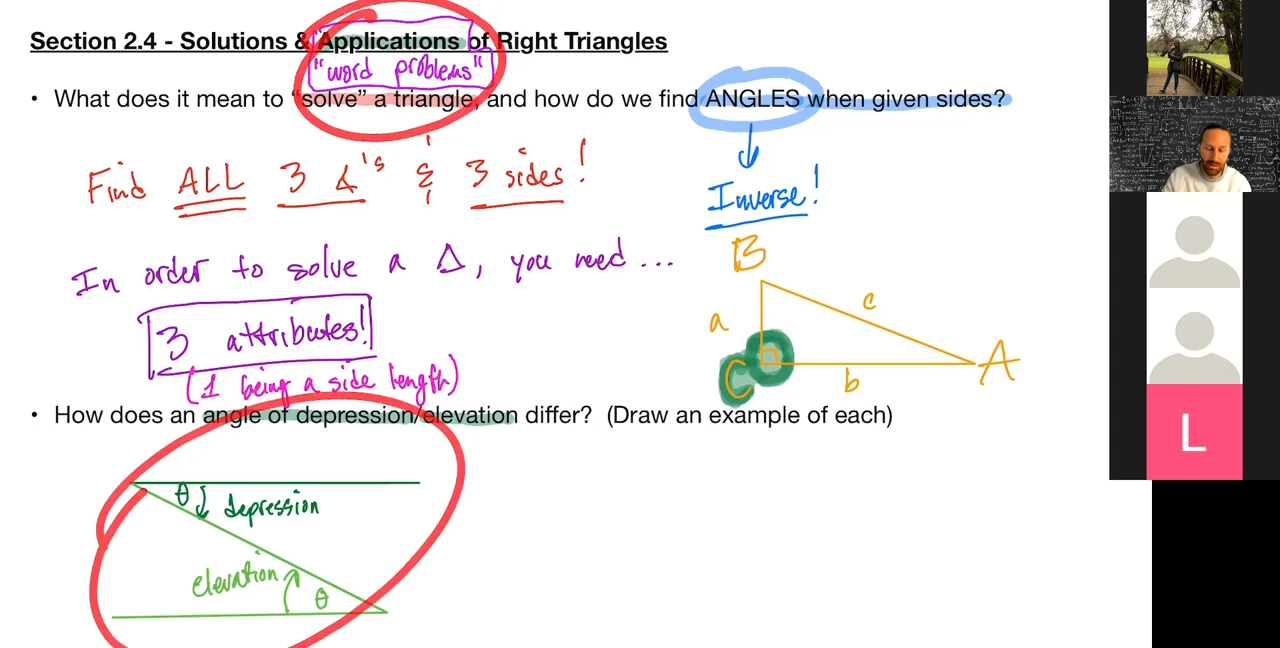 Section 2.4 - Solutions & Applications of Right Triangles
"word problems"
• What does it mean to "solve" a triangle, and how do we find ANGLES when given sides?
Find ALL 3 ∡'s & 3 sides!
Inverse!
In order to solve a Δ, you need ...
3 attributes!
(1 being a side length)
B
a
c
C
b
A
• How does an angle of depression/elevation differ? (Draw an example of each)
θ depression
elevation θ
L